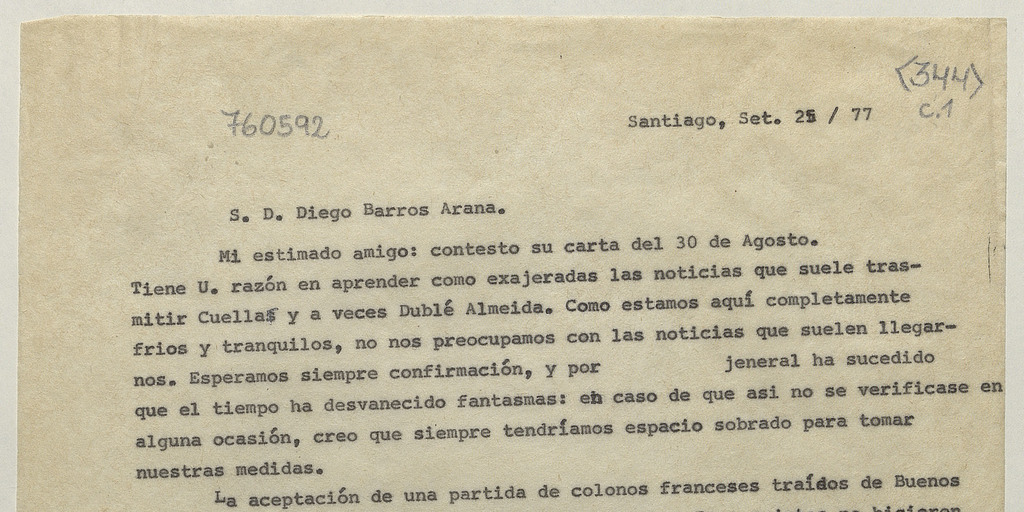 <344>
760592
Santiago, Set. 25 / 77
c.1
S. D. Diego Barros Arana.
Mi estimado amigo: contesto su carta del 30 de Agosto.
Tiene U. razón en aprender como exajeradas las noticias que suele tras-
mitir Cuellas y a veces Dublé Almeida. Como estamos aquí completamente
frios y tranquilos, no nos preocupamos con las noticias que suelen llegar-
nos. Esperamos siempre confirmación, y por jeneral ha sucedido
que el tiempo ha desvanecido fantasmas: en caso de que asi no se verificase en
alguna ocasión, creo que siempre tendríamos espacio sobrado para tomar
nuestras medidas.
La aceptación de una partida de colonos franceses traídos de Buenos